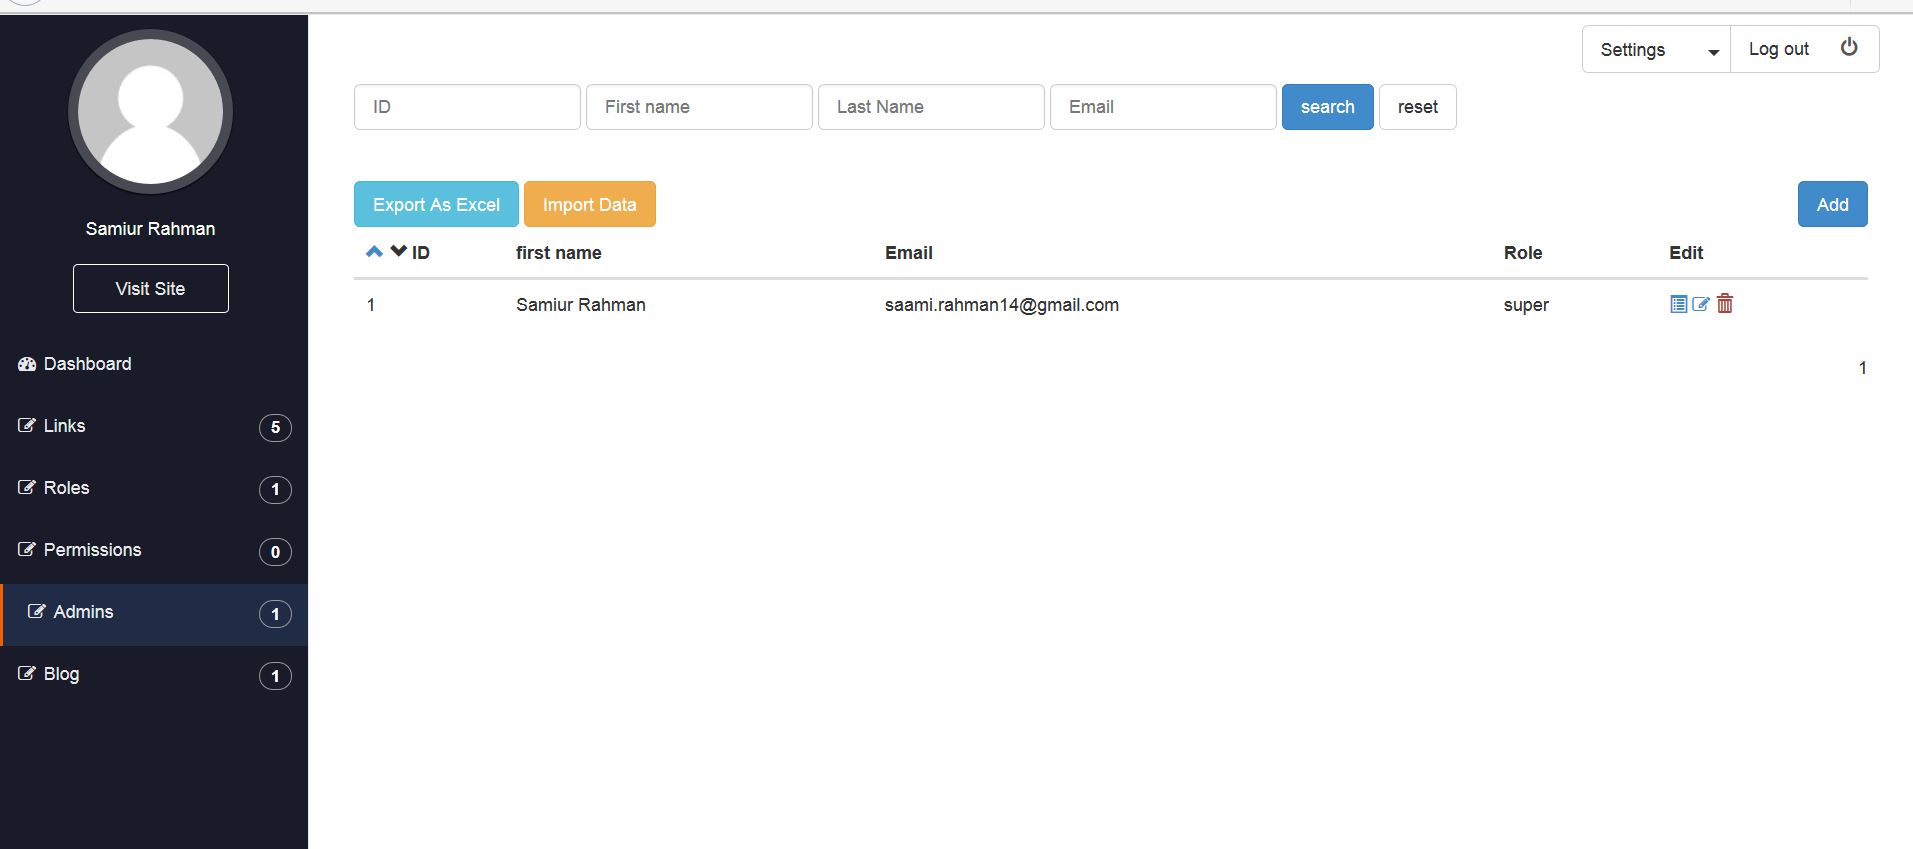 Settings Log out
ID First name Last Name Email search reset
Samiur Rahman
Visit Site
Dashboard
Links 5
Roles 1
Permissions 0
Admins 1
Blog 1
Export As Excel Import Data Add
ID first name Email Role Edit
1 Samiur Rahman saami.rahman14@gmail.com super
1